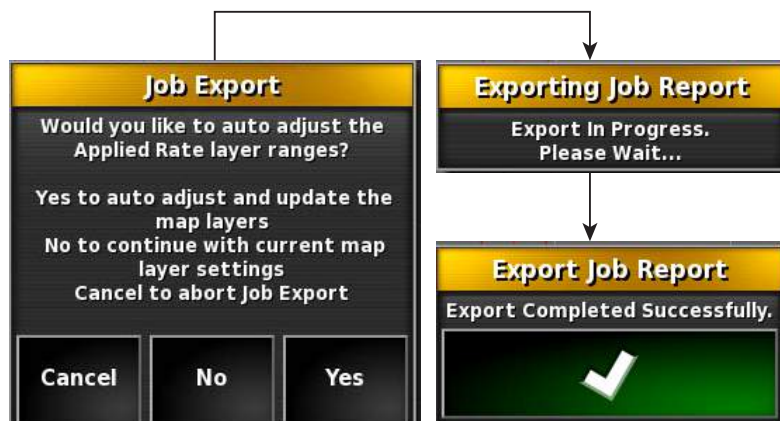 Job Export
Would you like to auto adjust the
Applied Rate layer ranges?
Yes to auto adjust and update the
map layers
No to continue with current map
layer settings
Cancel to abort Job Export
Cancel
No
Yes
Exporting Job Report
Export In Progress.
Please Wait...
Export Job Report
Export Completed Successfully.